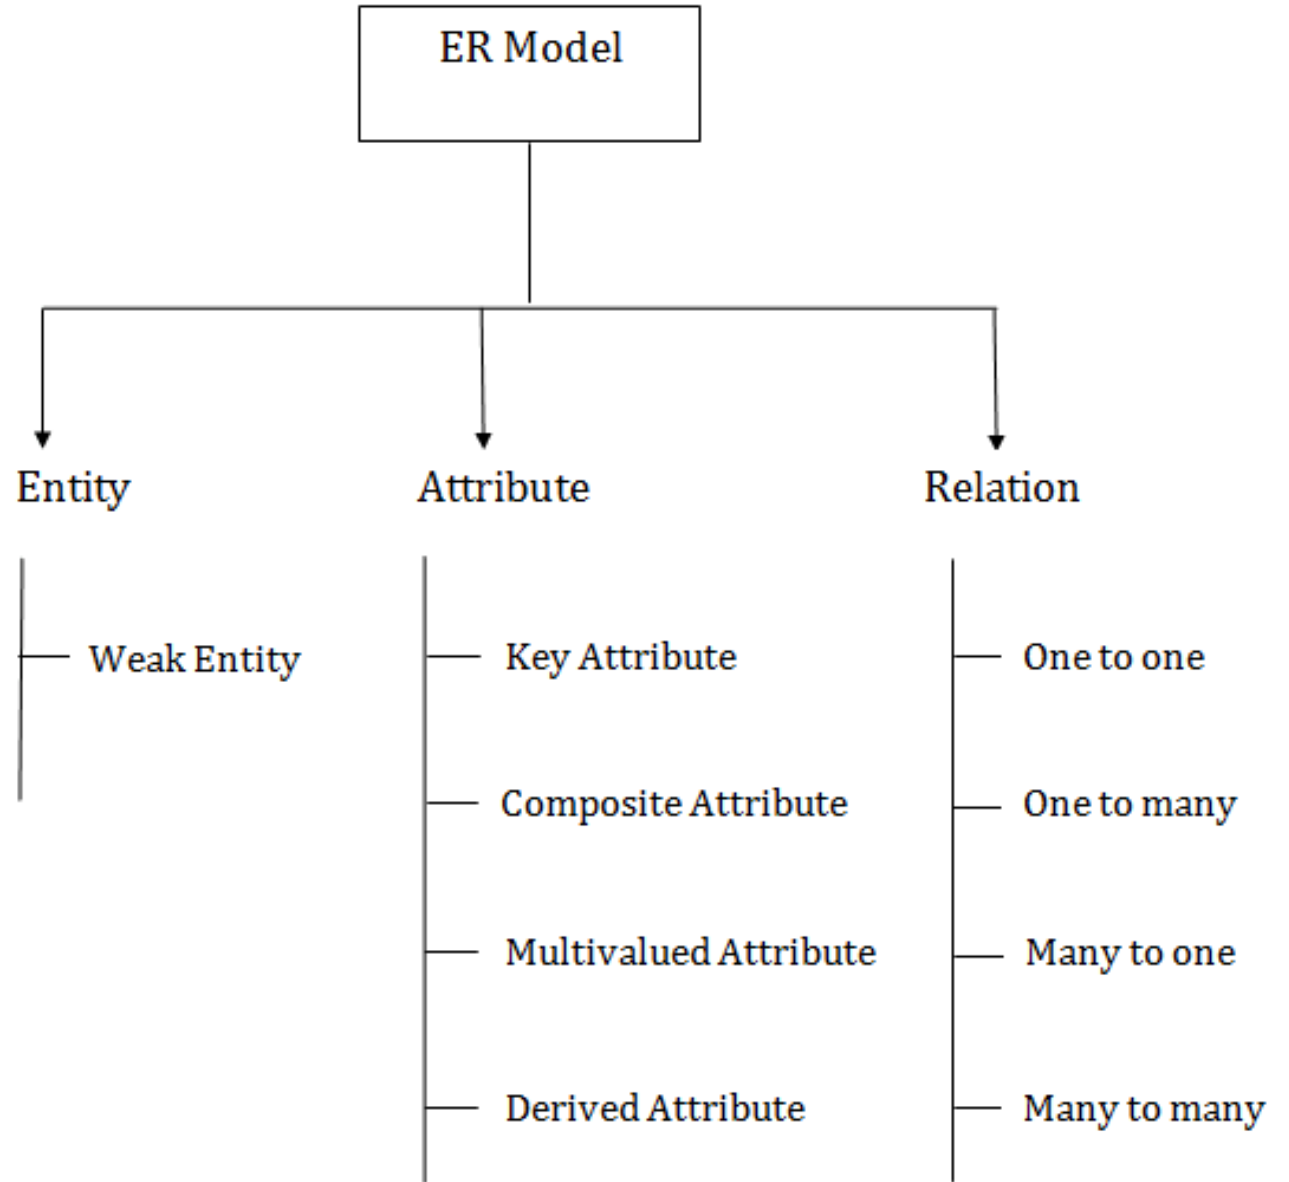 ER Model
Entity
Attribute
Relation
Weak Entity
Key Attribute
One to one
Composite Attribute
One to many
Multivalued Attribute
Many to one
Derived Attribute
Many to many